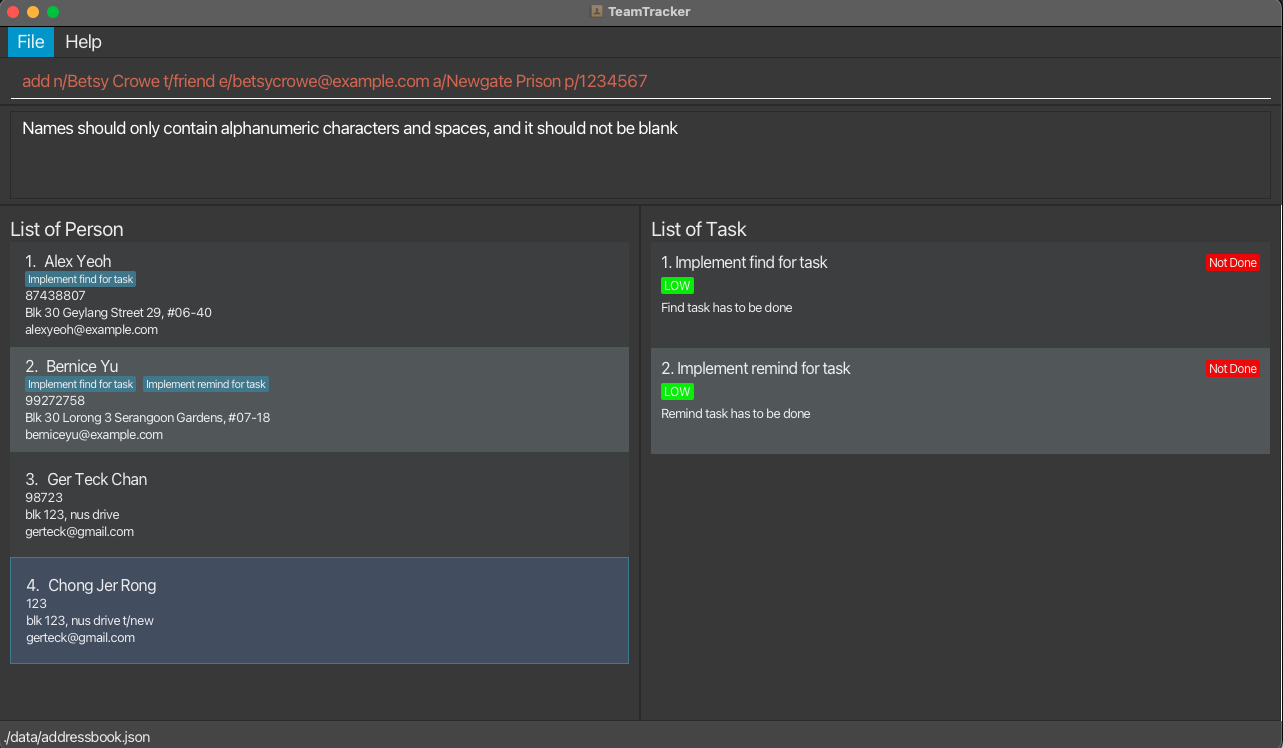 TeamTracker
File Help
add n/Betsy Crowe t/friend e/betsycrowe@example.com a/Newgate Prison p/1234567
Names should only contain alphanumeric characters and spaces, and it should not be blank
List of Person
1. Alex Yeoh
Implement find for task
87438807
Blk 30 Geylang Street 29, #06-40
alexyeoh@example.com
2. Bernice Yu
Implement find for task Implement remind for task
99272758
Blk 30 Lorong 3 Serangoon Gardens, #07-18
berniceyu@example.com
3. Ger Teck Chan
98723
blk 123, nus drive
gerteck@gmail.com
4. Chong Jer Rong
123
blk 123, nus drive t/new
gerteck@gmail.com
List of Task
1. Implement find for task Not Done
LOW
Find task has to be done
2. Implement remind for task Not Done
LOW
Remind task has to be done
./data/addressbook.json